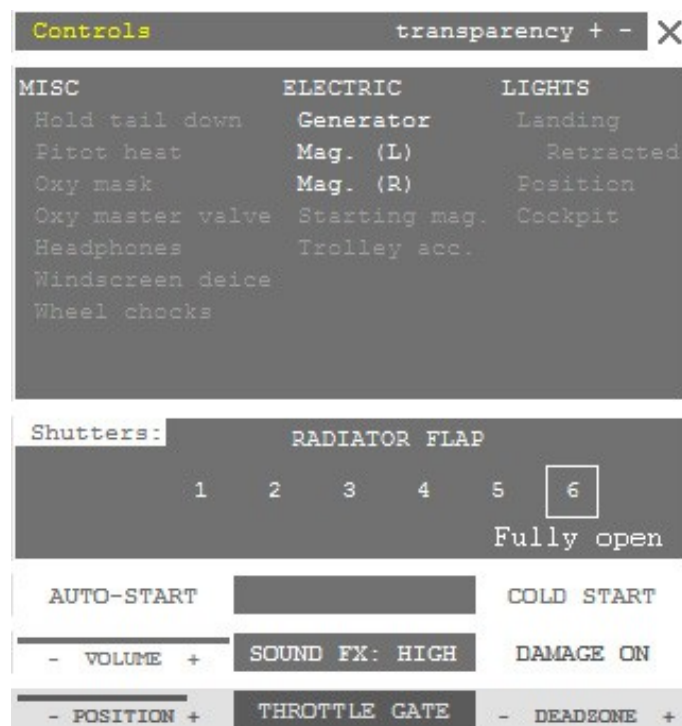 Controls transparency + -
MISC ELECTRIC LIGHTS
Hold tail down Generator Landing
Pitot heat Mag. (L) Retracted
Oxy mask Mag. (R) Position
Oxy master valve Starting mag. Cockpit
Headphones Trolley acc.
Windscreen deice
Wheel chocks
Shutters: RADIATOR FLAP
1 2 3 4 5 6
Fully open
AUTO-START COLD START
- VOLUME + SOUND FX: HIGH DAMAGE ON
- POSITION + THROTTLE GATE - DEADZONE +